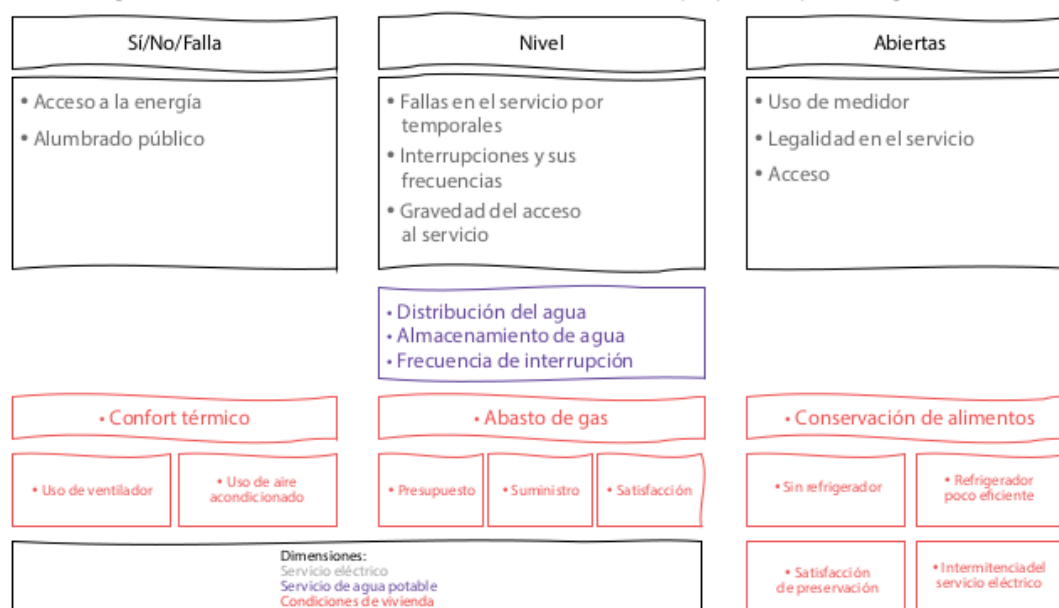 Sí/No/Falla
• Acceso a la energía
• Alumbrado público
Nivel
• Fallas en el servicio por
temporales
• Interrupciones y sus
frecuencias
• Gravedad del acceso
al servicio
Abiertas
• Uso de medidor
• Legalidad en el servicio
• Acceso
• Distribución del agua
• Almacenamiento de agua
• Frecuencia de interrupción
• Confort térmico
• Uso de ventilador
• Uso de aire
acondicionado
• Abasto de gas
• Presupuesto
• Suministro
• Satisfacción
• Conservación de alimentos
• Sin refrigerador
• Refrigerador
poco eficiente
• Satisfacción
de preservación
• Intermitencia del
servicio eléctrico
Dimensiones:
Servicio eléctrico
Servicio de agua potable
Condiciones de vivienda